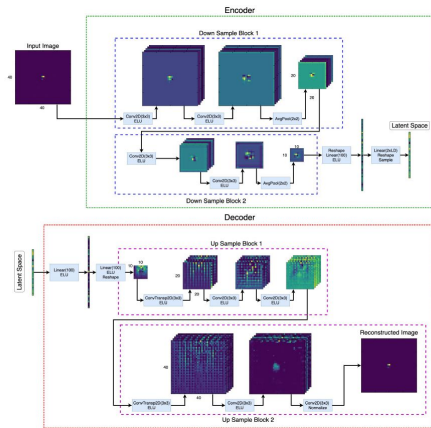 Encoder
Input Image
40
40
Down Sample Block 1
20
20
Conv2D(3x3)
ELU
Conv2D(3x3)
ELU
AvgPool(2x2)
Conv2D(3x3)
ELU
Conv2D(3x3)
ELU
AvgPool(2x2)
10
10
Reshape
Linear(100)
ELU
Linear(Int,2)
Reshape
Sample
Latent Space
Down Sample Block 2
Decoder
Up Sample Block 1
Latent Space
Linear(100)
ELU
Linear(100)
ELU
Reshape
10
10
ConvTransp2D(3x3)
ELU
20
20
Conv2D(3x3)
ELU
Conv2D(3x3)
ELU
Reconstructed Image
ConvTransp2D(3x3)
ELU
40
40
Conv2D(3x3)
ELU
Conv2D(3x3)
Normalize
Up Sample Block 2